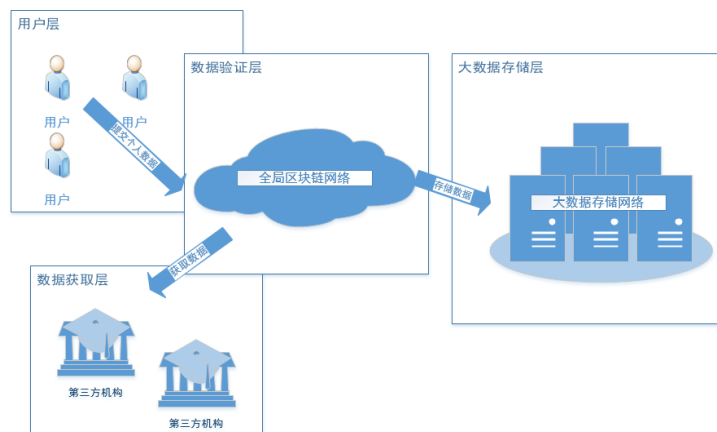 用户层
用户
用户
用户
提交个人数据
数据验证层
全局区块链网络
存储数据
大数据存储层
大数据存储网络
获取数据
数据获取层
第三方机构
第三方机构